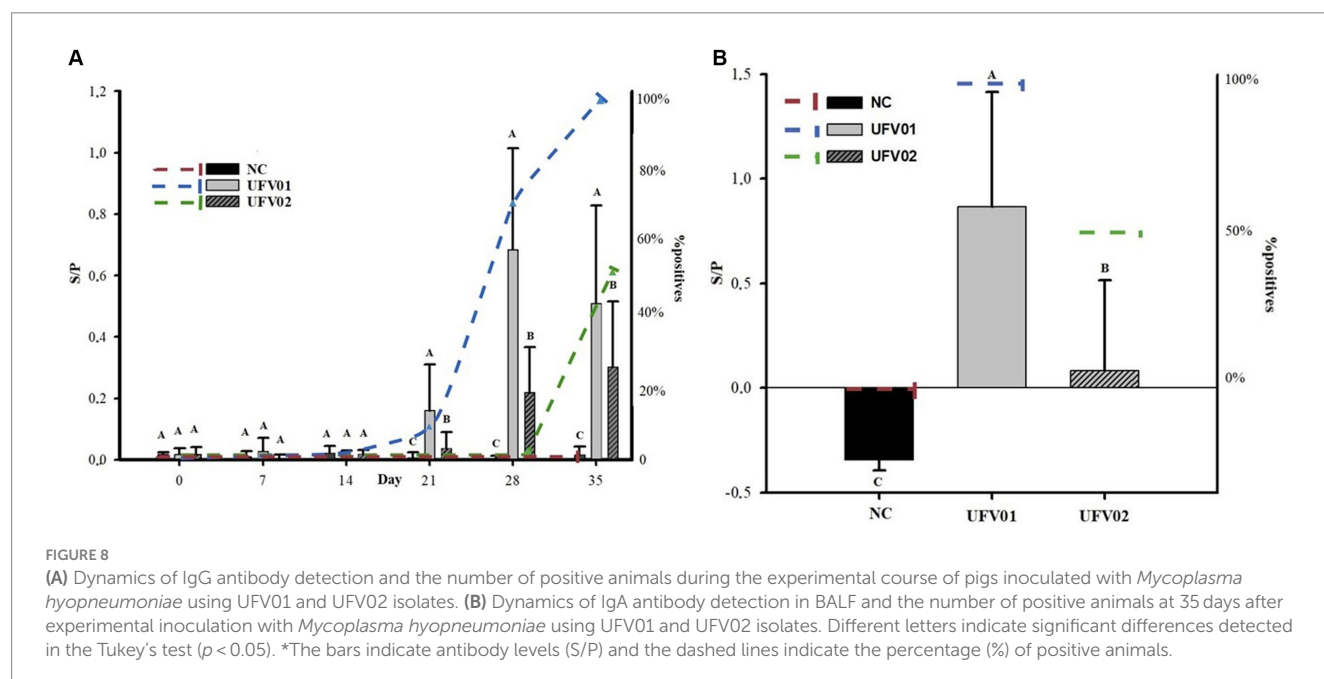 A
1,2
1,0
0,8
0,6
0,4
0,2
0,0
S/P
NC
UFV01
UFV02
A A A
A A A
A A A
C A B
C A B
C A B
0 7 14 Day 21 28 35
100%
80%
60%
40%
20%
0
%positives
B
1,5
1,0
0,5
0,0
-0,5
S/P
NC
UFV01
UFV02
C
A
B
NC UFV01 UFV02
100%
50%
0%
%positives
FIGURE 8
(A) Dynamics of IgG antibody detection and the number of positive animals during the experimental course of pigs inoculated with Mycoplasma
hyopneumoniae using UFV01 and UFV02 isolates. (B) Dynamics of IgA antibody detection in BALF and the number of positive animals at 35 days after
experimental inoculation with Mycoplasma hyopneumoniae using UFV01 and UFV02 isolates. Different letters indicate significant differences detected
in the Tukey's test (p < 0.05). *The bars indicate antibody levels (S/P) and the dashed lines indicate the percentage (%) of positive animals.